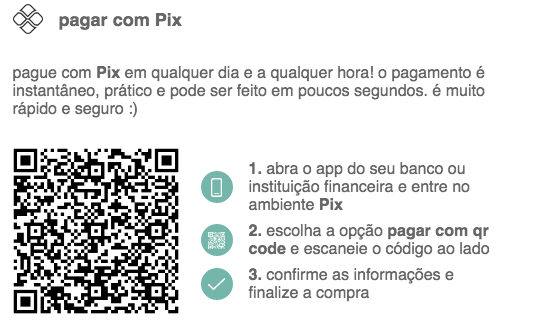 pagar com Pix
pague com Pix em qualquer dia e a qualquer hora! o pagamento é
instantâneo, prático e pode ser feito em poucos segundos. é muito
rápido e seguro :)
1. abra o app do seu banco ou
instituição financeira e entre no
ambiente Pix
2. escolha a opção pagar com qr
code e escaneie o código ao lado
3. confirme as informações e
finalize a compra